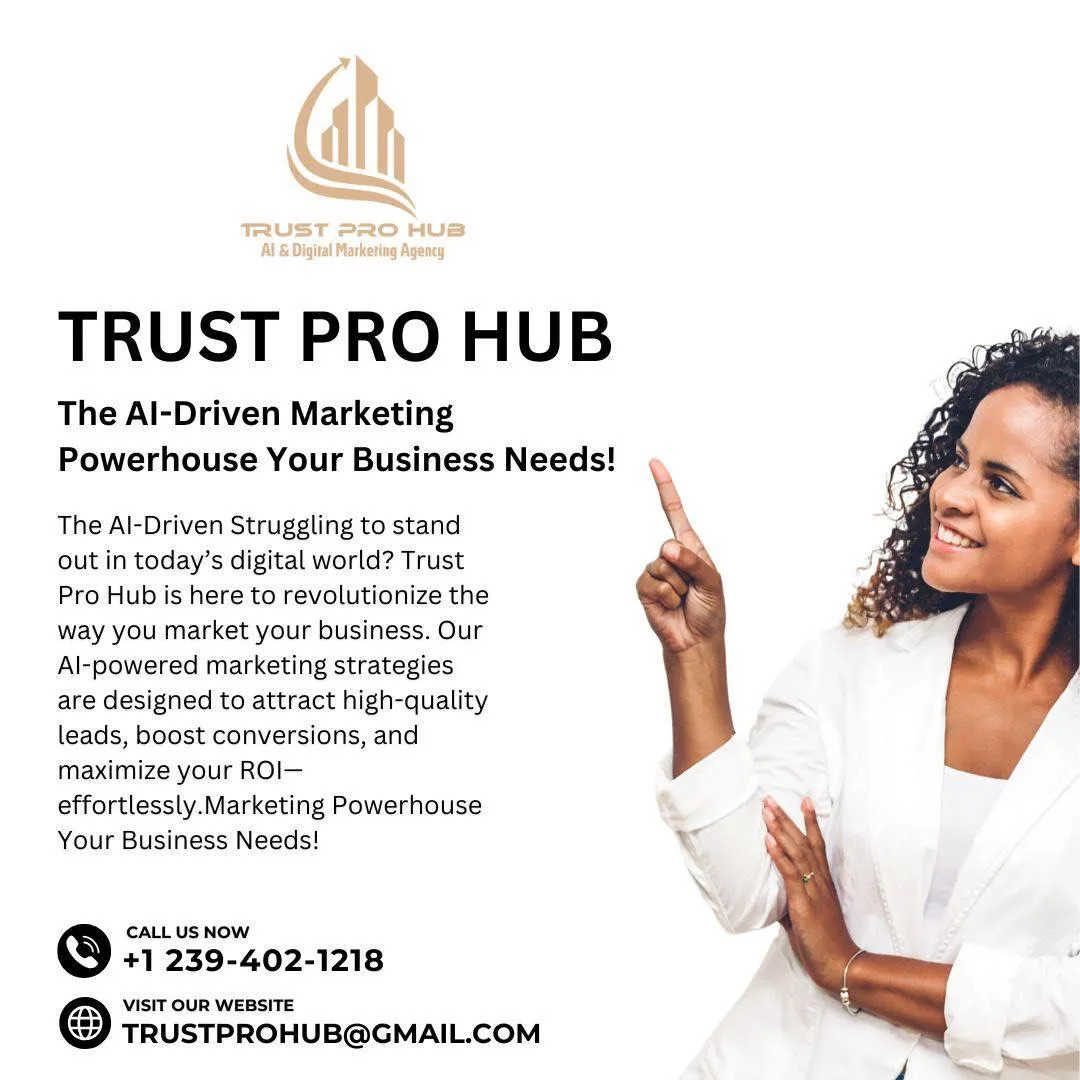 TRUST PRO HUB
AI & Digital Marketing Agency
TRUST PRO HUB
The AI-Driven Marketing
Powerhouse Your Business Needs!
The AI-Driven Struggling to stand
out in today’s digital world? Trust
Pro Hub is here to revolutionize the
way you market your business. Our
AI-powered marketing strategies
are designed to attract high-quality
leads, boost conversions, and
maximize your ROI—
effortlessly.Marketing Powerhouse
Your Business Needs!
CALL US NOW
+1 239-402-1218
VISIT OUR WEBSITE
TRUSTPROHUB@GMAIL.COM